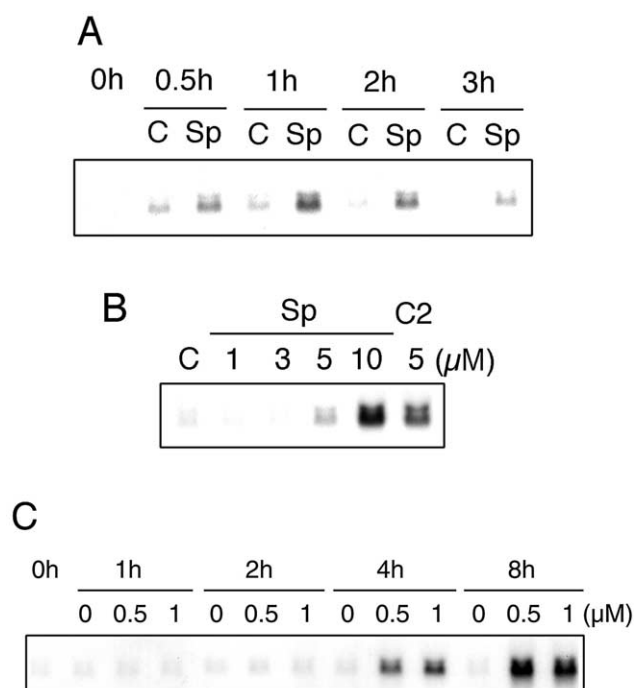 A
0h 0.5h 1h 2h 3h
C Sp C Sp C Sp C Sp
B
Sp C2
C 1 3 5 10 5 (μM)
C
0h 1h 2h 4h 8h
0 0.5 1 0 0.5 1 0 0.5 1 0 0.5 1 (μM)